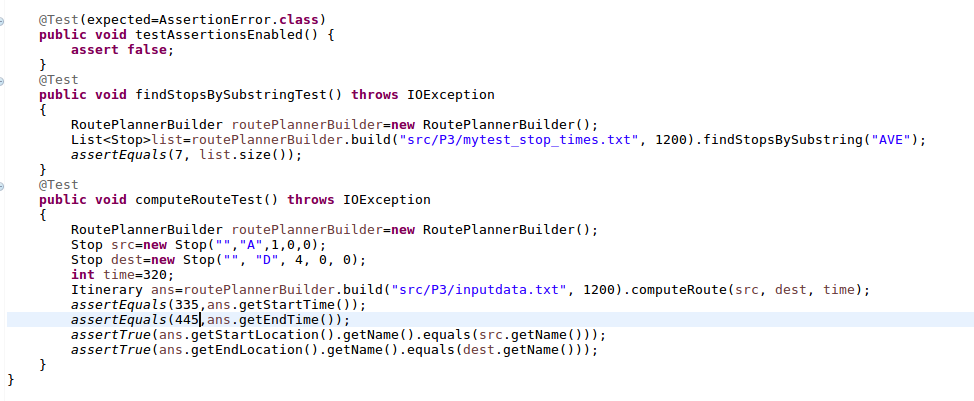 @Test(expected=AssertionError.class)
public void testAssertionsEnabled() {
assert false;
}
@Test
public void findStopsBySubstringTest() throws IOException
{
RoutePlannerBuilder routePlannerBuilder=new RoutePlannerBuilder();
List<Stop>list=routePlannerBuilder.build("src/P3/mytest_stop_times.txt", 1200).findStopsBySubstring("AVE");
assertEquals(7, list.size());
}
@Test
public void computeRouteTest() throws IOException
{
RoutePlannerBuilder routePlannerBuilder=new RoutePlannerBuilder();
Stop src=new Stop("","A",1,0,0);
Stop dest=new Stop("", "D", 4, 0, 0);
int time=320;
Itinerary ans=routePlannerBuilder.build("src/P3/inputdata.txt", 1200).computeRoute(src, dest, time);
assertEquals(335,ans.getStartTime());
assertEquals(445,ans.getEndTime());
assertTrue(ans.getStartLocation().getName().equals(src.getName()));
assertTrue(ans.getEndLocation().getName().equals(dest.getName()));
}
}